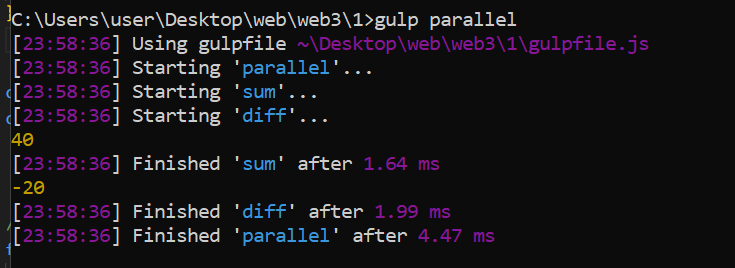 C:\Users\user\Desktop\web\web3\1>gulp parallel
[23:58:36] Using gulpfile ~\Desktop\web\web3\1\gulpfile.js
[23:58:36] Starting 'parallel'...
[23:58:36] Starting 'sum'...
[23:58:36] Starting 'diff'...
40
[23:58:36] Finished 'sum' after 1.64 ms
-20
[23:58:36] Finished 'diff' after 1.99 ms
[23:58:36] Finished 'parallel' after 4.47 ms